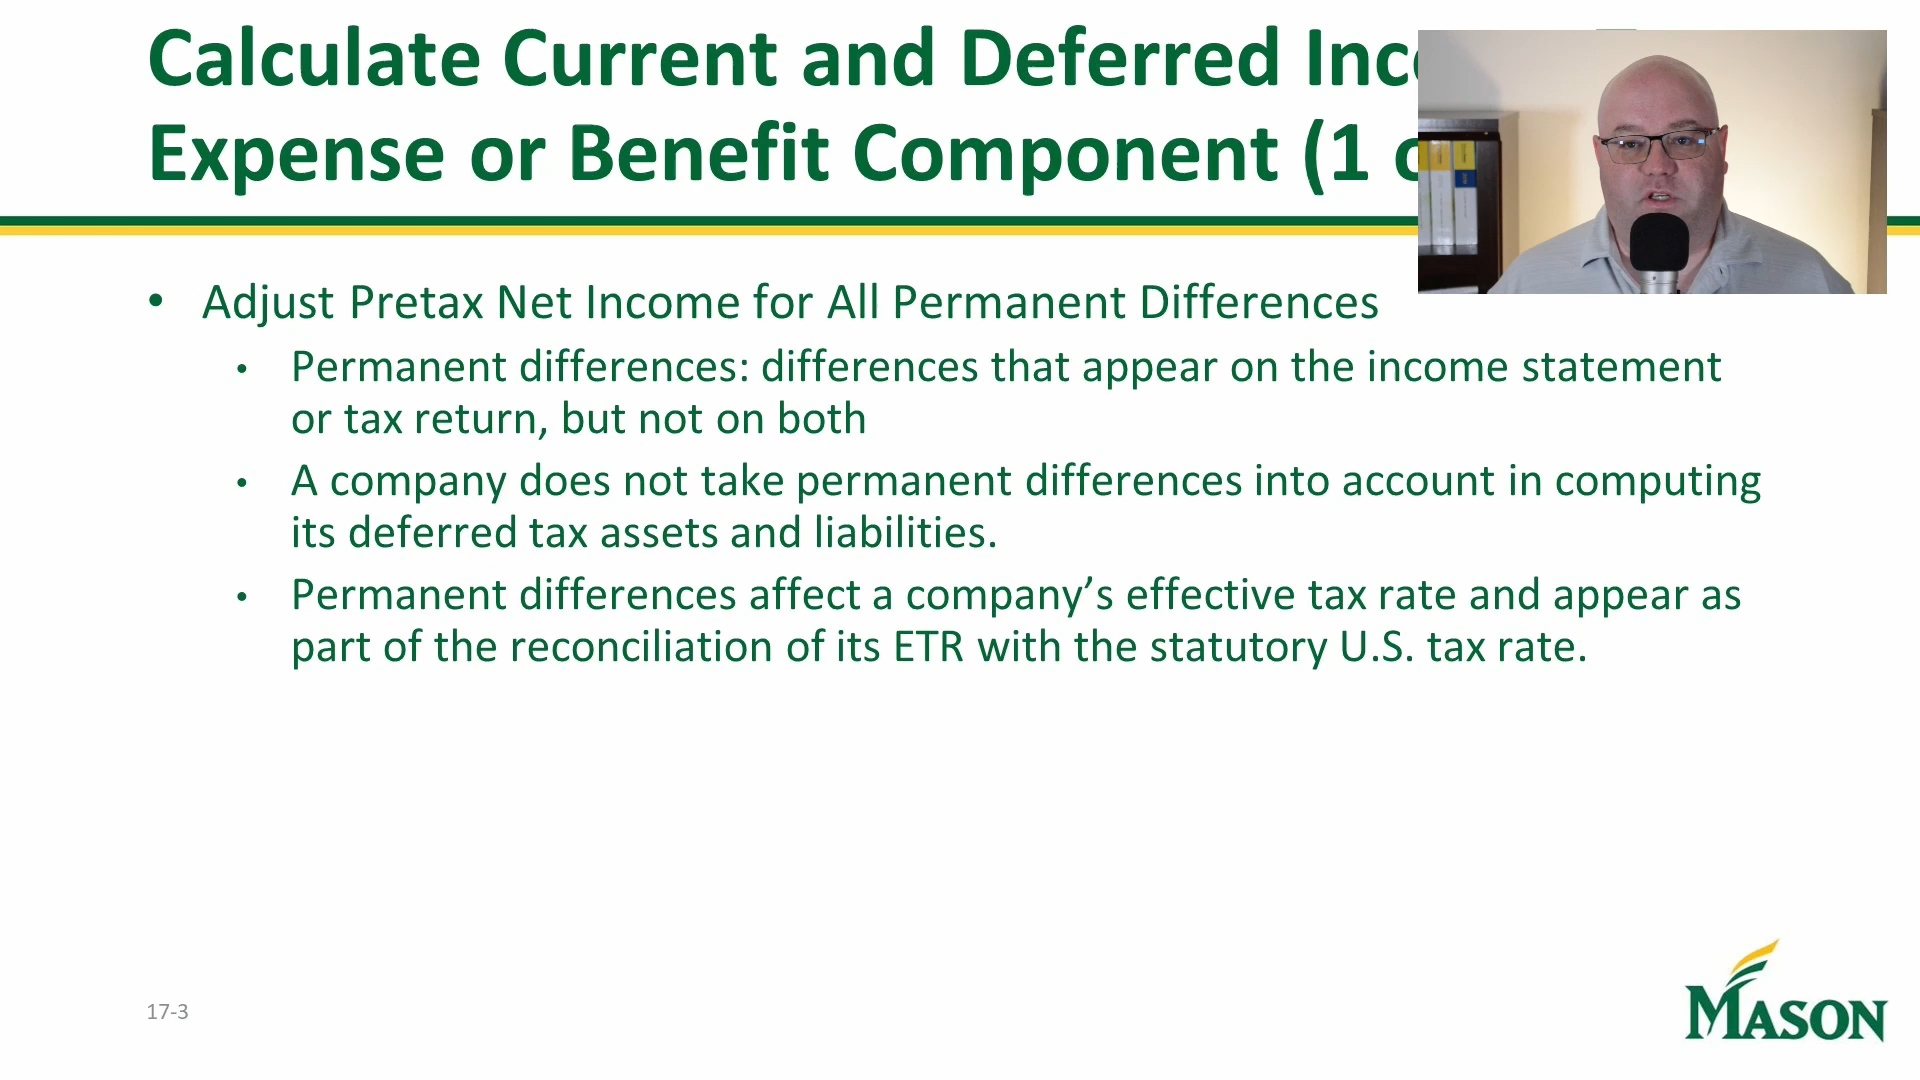 Calculate Current and Deferred
Expense or Benefit Component (1
• Adjust Pretax Net Income for All Permanent Differences
• Permanent differences: differences that appear on the income statement
or tax return, but not on both
• A company does not take permanent differences into account in computing
its deferred tax assets and liabilities.
• Permanent differences affect a company’s effective tax rate and appear as
part of the reconciliation of its ETR with the statutory U.S. tax rate.
17-3
MASON